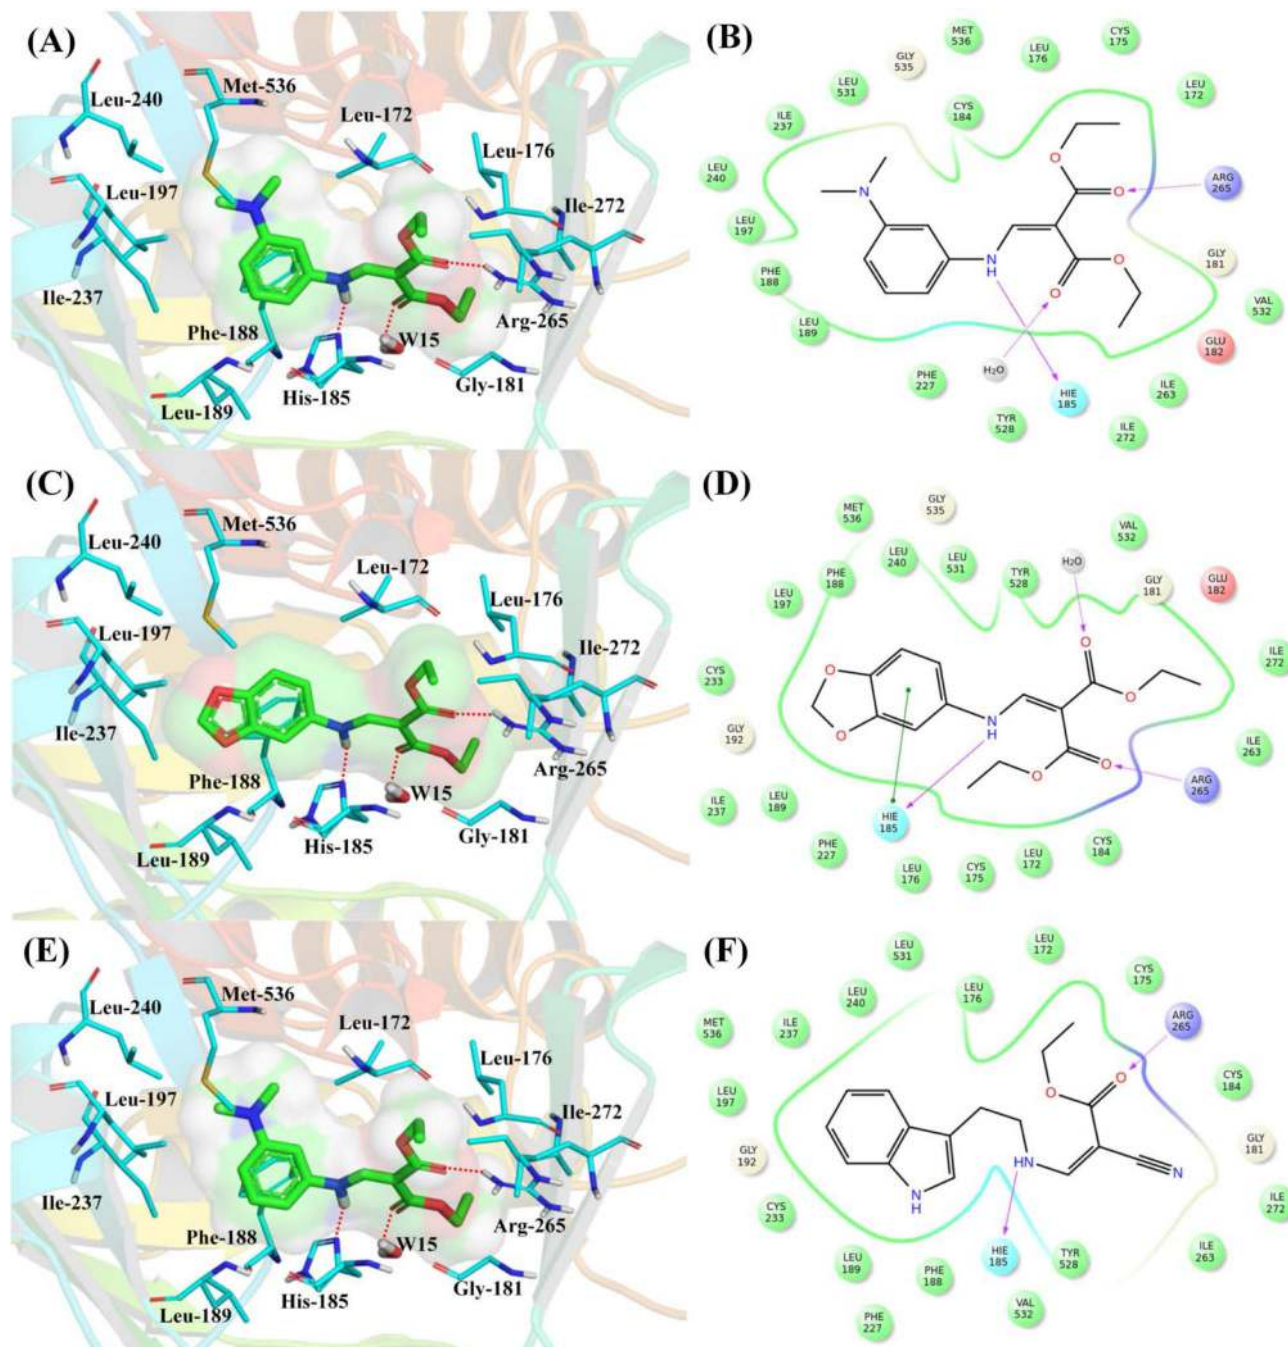 (A)
Met-536
Leu-240
Leu-172
Leu-176
Leu-197
Ile-272
Ile-237
Phe-188
Arg-265
W15
Gly-181
His-185
Leu-189
(B)
MET
536
LEU
176
CYS
175
GLY
535
LEU
531
LEU
172
CYS
184
ILE
237
LEU
240
ARG
265
LEU
197
N
O
O
O
O
NH
GLY
181
PHE
188
VAL
532
LEU
189
GLU
182
PHE
227
H₂O
HIE
185
ILE
263
TYR
528
ILE
272
(C)
Met-536
Leu-240
Leu-172
Leu-176
Leu-197
Ile-272
Ile-237
Phe-188
Arg-265
W15
Gly-181
Leu-189
His-185
(D)
GLY
535
MET
536
VAL
532
LEU
240
LEU
531
H₂O
PHE
188
TYR
528
GLY
181
GLU
182
LEU
197
O
ILE
272
CYS
233
O
O
O
NH
GLY
192
O
O
ILE
263
ARG
265
ILE
237
LEU
189
HIE
185
PHE
227
CYS
184
LEU
176
CYS
175
LEU
172
(E)
Met-536
Leu-240
Leu-172
Leu-176
Leu-197
Ile-272
Ile-237
Phe-188
Arg-265
W15
Gly-181
His-185
Leu-189
(F)
LEU
531
LEU
172
CYS
175
LEU
240
LEU
176
ARG
265
MET
536
ILE
237
O
O
CYS
184
LEU
197
GLY
192
GLY
181
HN
N
NH
CYS
233
ILE
272
LEU
189
HIE
185
TYR
528
ILE
263
PHE
188
VAL
532
PHE
227